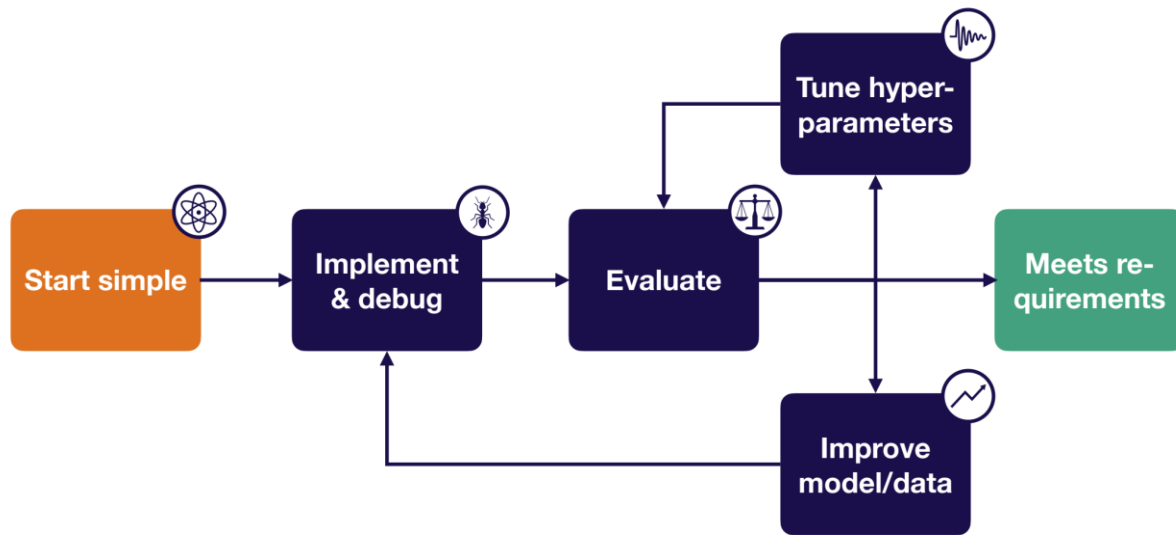 Tune hyper-
parameters
Start simple
Implement
& debug
Evaluate
Meets re-
quirements
Improve
model/data